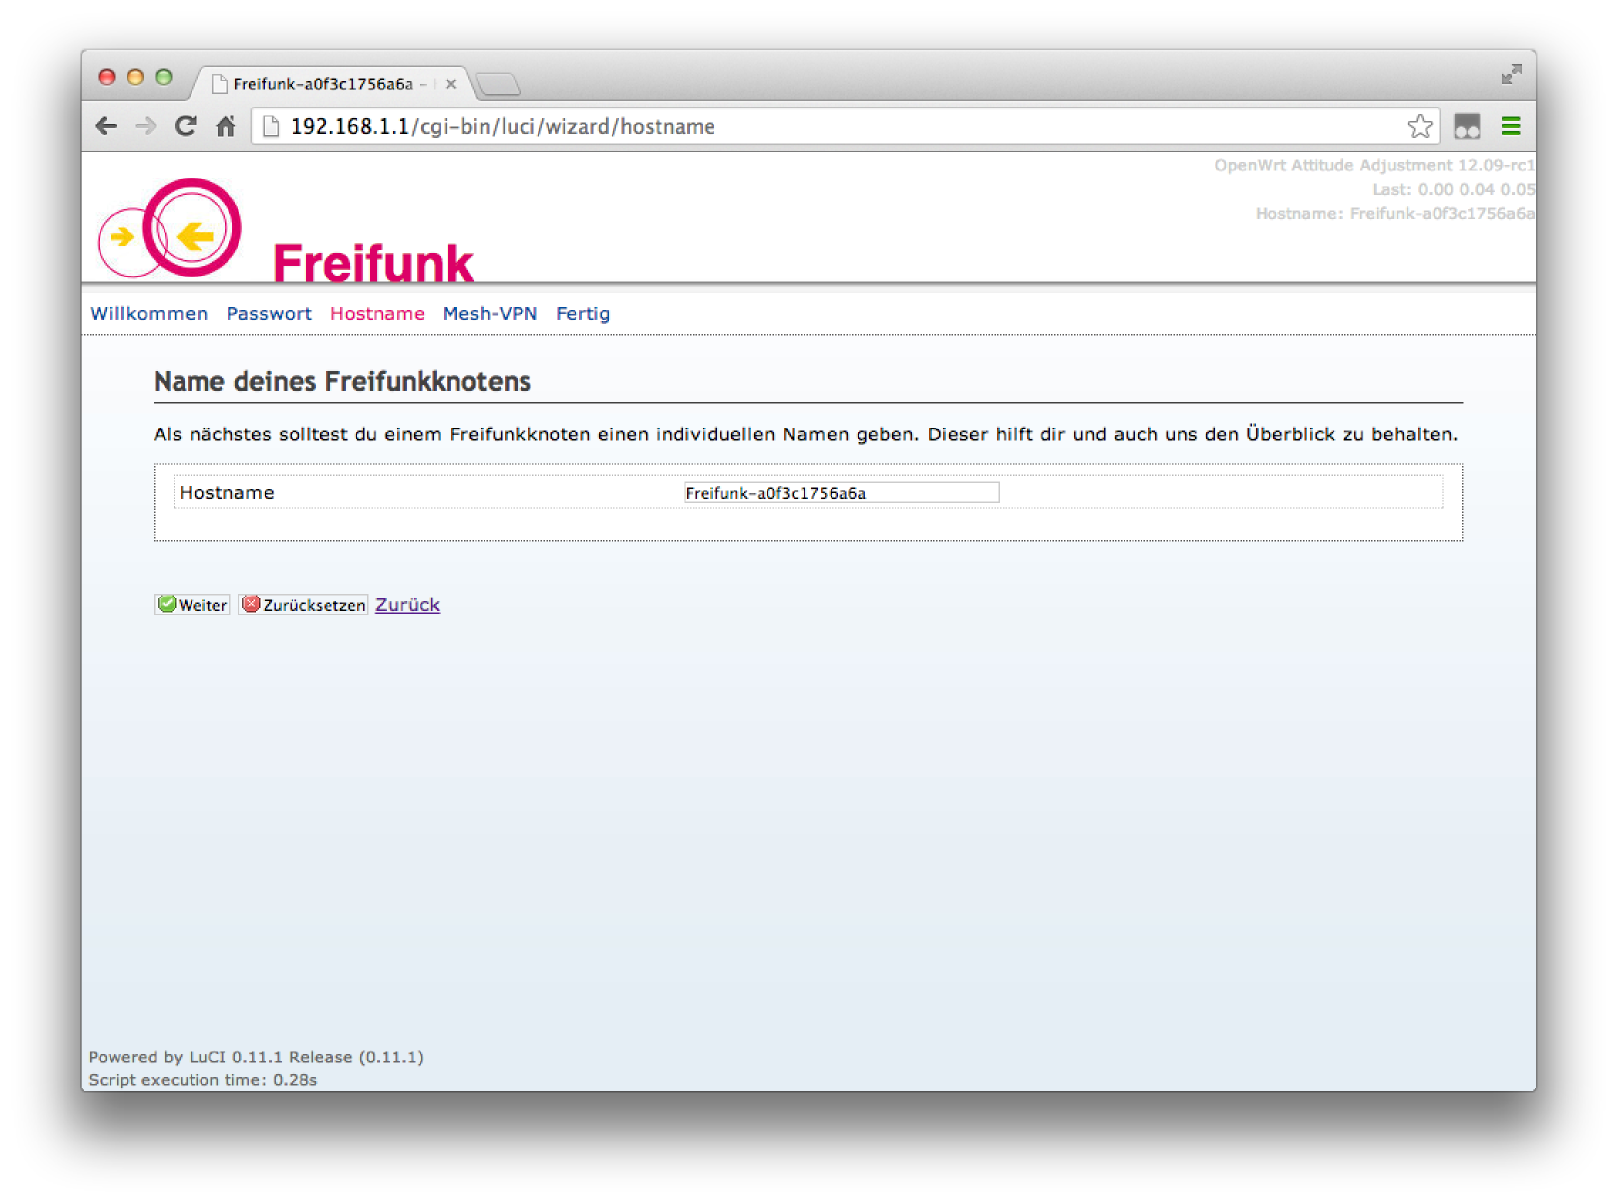 Freifunk-a0f3c1756a6a –
192.168.1.1/cgi-bin/luci/wizard/hostname
OpenWrt Attitude Adjustment 12.09-rc1
Last: 0.00 0.04 0.05
Hostname: Freifunk-a0f3c1756a6a
Freifunk
Willkommen Passwort Hostname Mesh-VPN Fertig
Name deines Freifunkknotens
Als nächstes solltest du einem Freifunkknoten einen individuellen Namen geben. Dieser hilft dir und auch uns den Überblick zu behalten.
Hostname Freifunk-a0f3c1756a6a
Weiter Zurücksetzen Zurück
Powered by LuCI 0.11.1 Release (0.11.1)
Script execution time: 0.28s